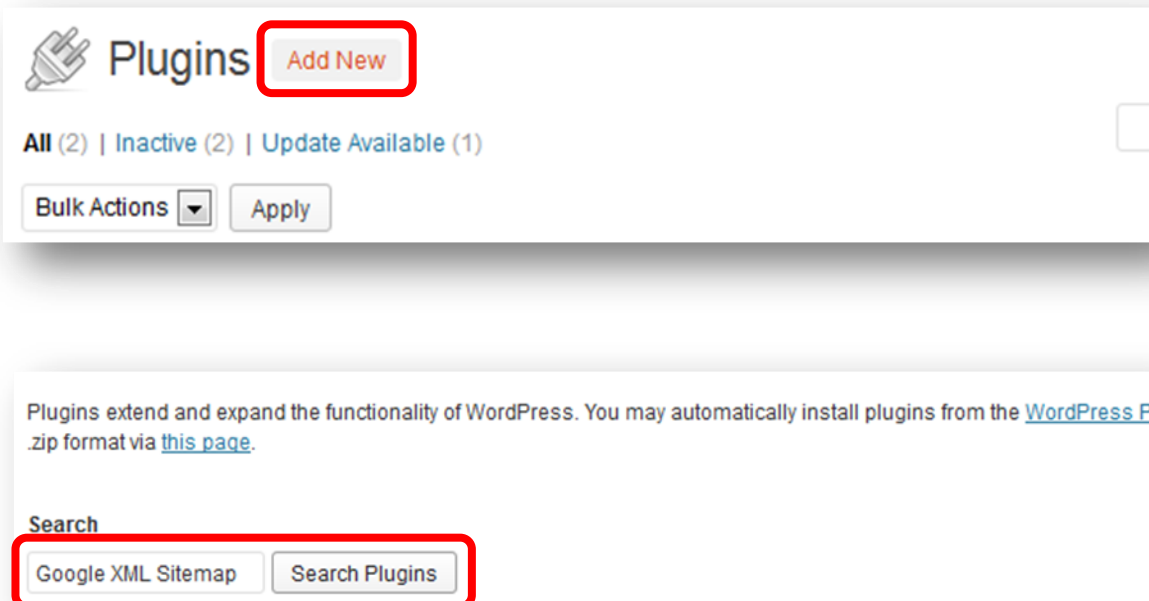 Plugins Add New
All (2) | Inactive (2) | Update Available (1)
Bulk Actions Apply
Plugins extend and expand the functionality of WordPress. You may automatically install plugins from the WordPress
.zip format via this page.
Search
Google XML Sitemap Search Plugins